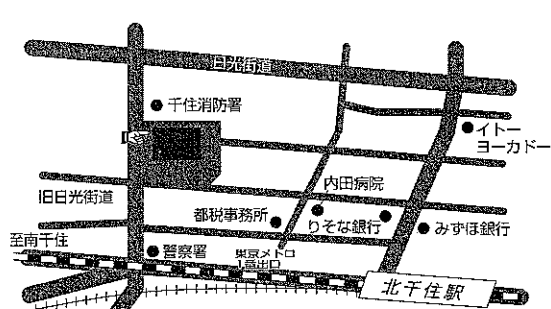 日光街道
千住消防署
イトー
ヨーカドー
内田病院
旧日光街道
都税事務所
りそな銀行
みずほ銀行
至南千住
警察署
東京メトロ
1番出口
北千住駅